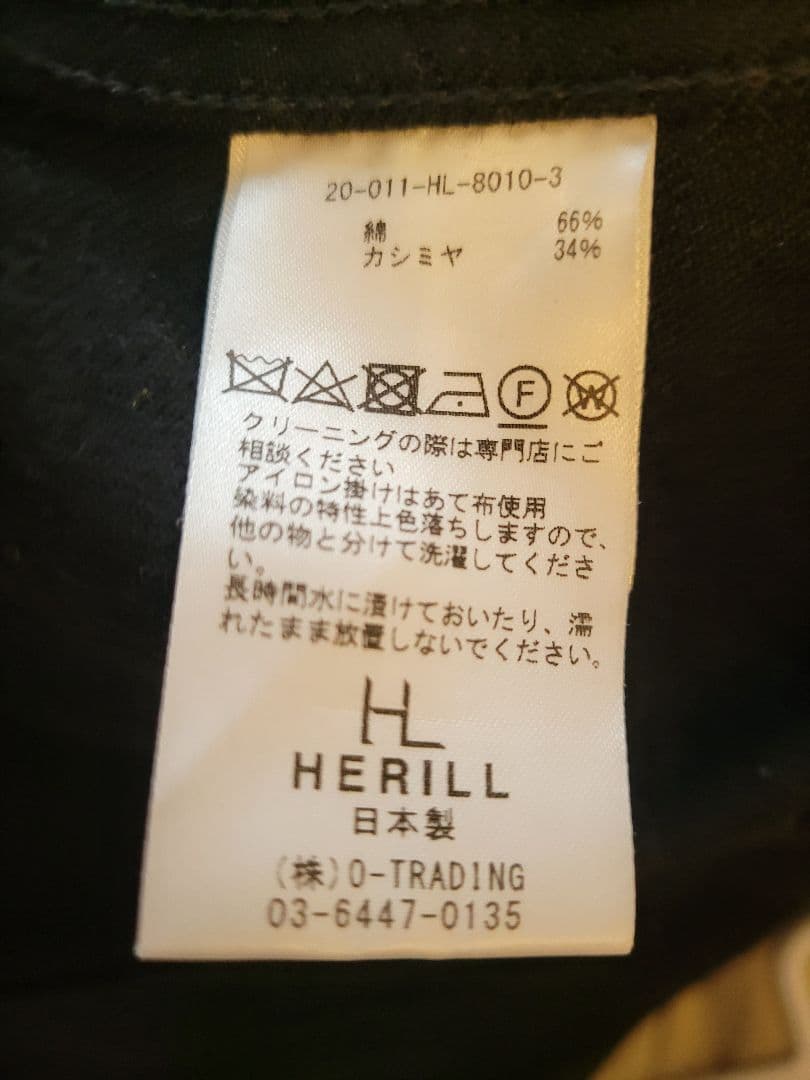 20-011-HL-8010-3
綿 66%
カシミヤ 34%
F W
クリーニングの際は専門店にご
相談ください
アイロン掛けはあて布使用
染料の特性上色落ちしますので、
他の物と分けて洗濯してくださ
い。
長時間水に漬けておいたり、濡
れたまま放置しないでください。
HL
HERILL
日本製
(株)O-TRADING
03-6447-0135